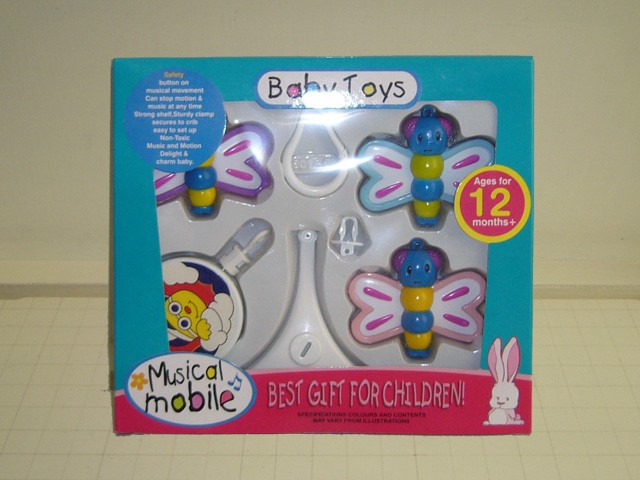 Baby Toys
Safety
button on
musical movement
Can stop motion &
music at any time
Strong shelf,Sturdy clamp
secures to crib
easy to set up
Non-Toxic
Music and Motion
Delight &
charm baby.
Ages for
12
months+
Musical
mobile
BEST GIFT FOR CHILDREN!
SPECIFICATIONS COLOURS AND CONTENTS
MAY VARY FROM ILLUSTRATIONS